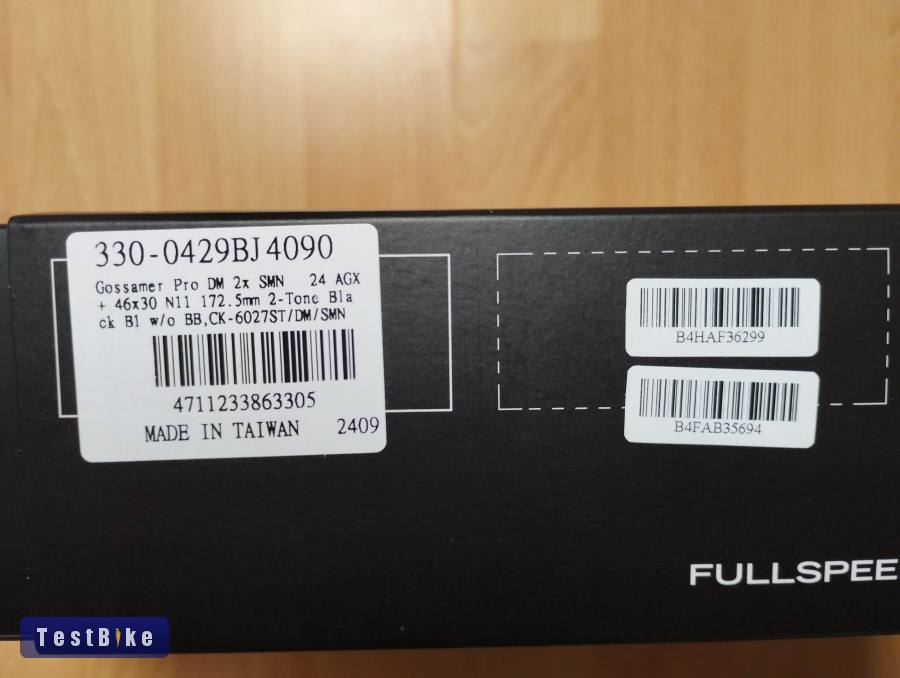 330-0429BJ4090
Gossamer Pro DM 2x SMN 24 AGX
+ 46x30 N11 172.5mm 2-Tone Bla
ck B1 w/o BB,CK-6027ST/DM/SMN
4711233863305
MADE IN TAIWAN 2409
B4HAF36299
B4FAB35694
FULLSPEE
TestBike